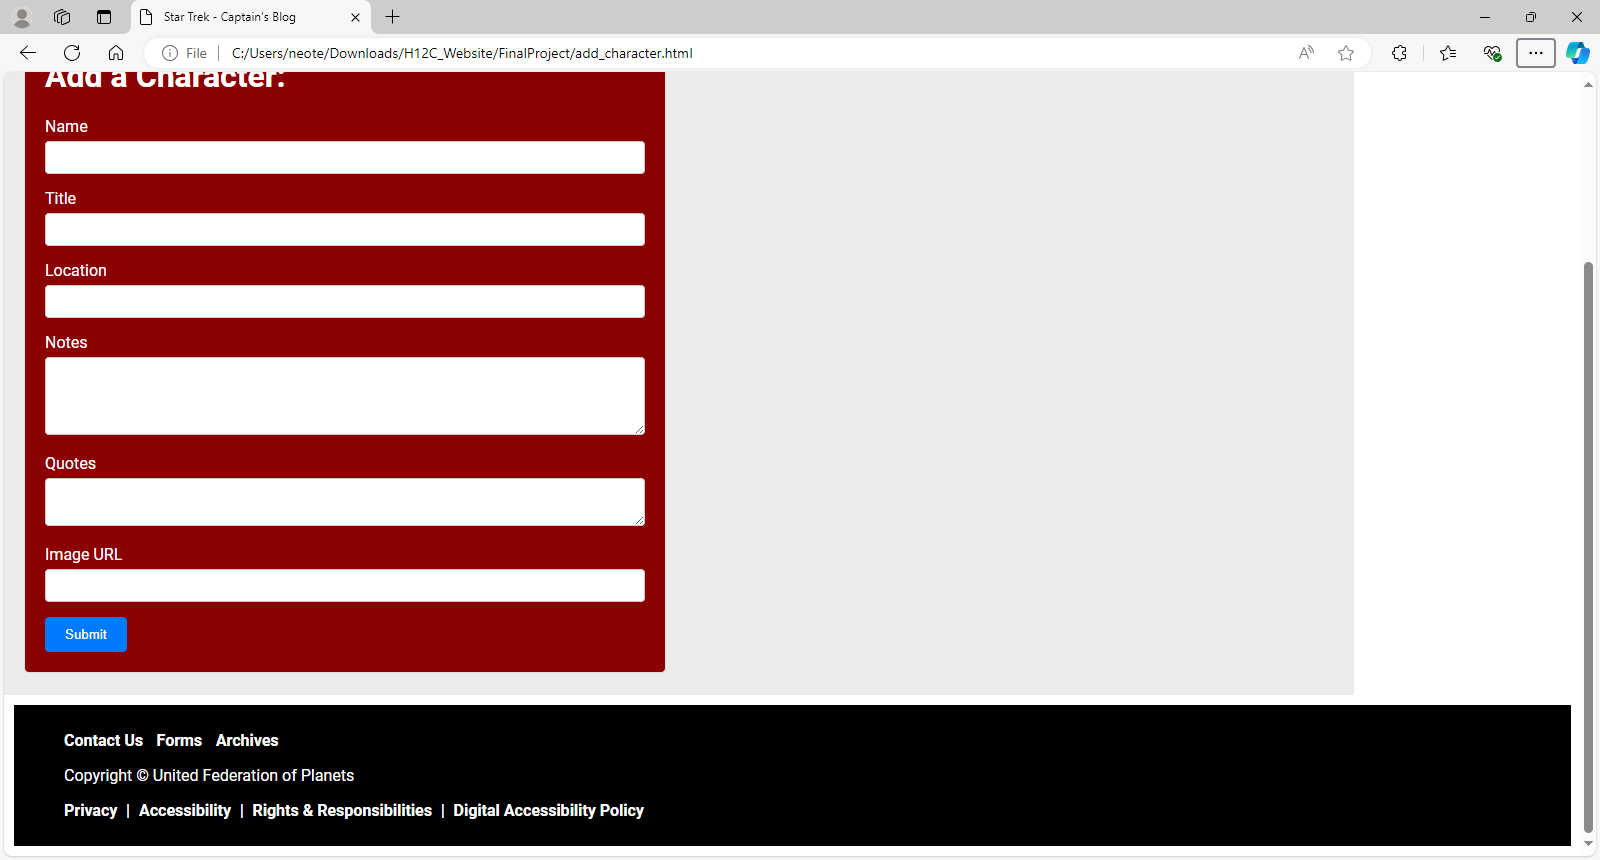 Star Trek - Captain's Blog
File
C:/Users/neote/Downloads/H12C_Website/FinalProject/add_character.html
Add a Character:
Name
Title
Location
Notes
Quotes
Image URL
Submit
Contact Us Forms Archives
Copyright © United Federation of Planets
Privacy | Accessibility | Rights & Responsibilities | Digital Accessibility Policy